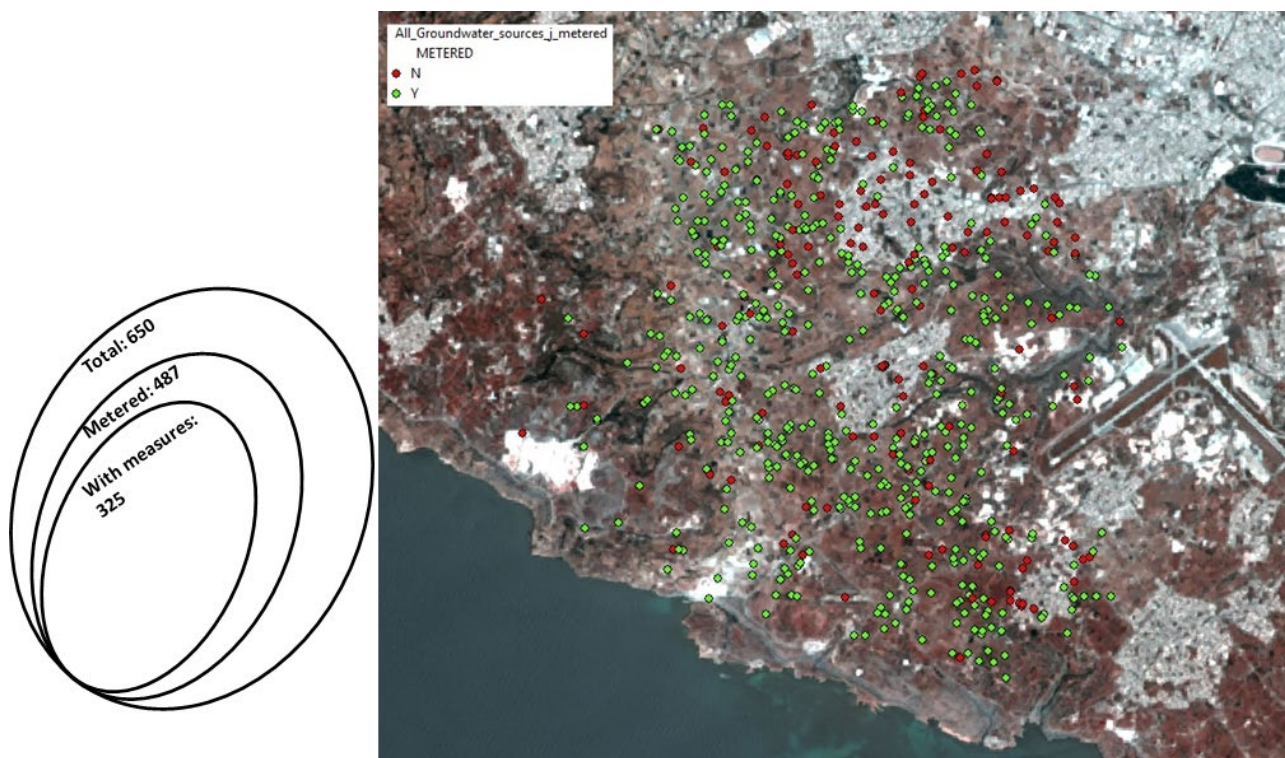 Total: 650
Metered: 487
With measures:
325
All_Groundwater_sources_j_metered
METERED
N
Y